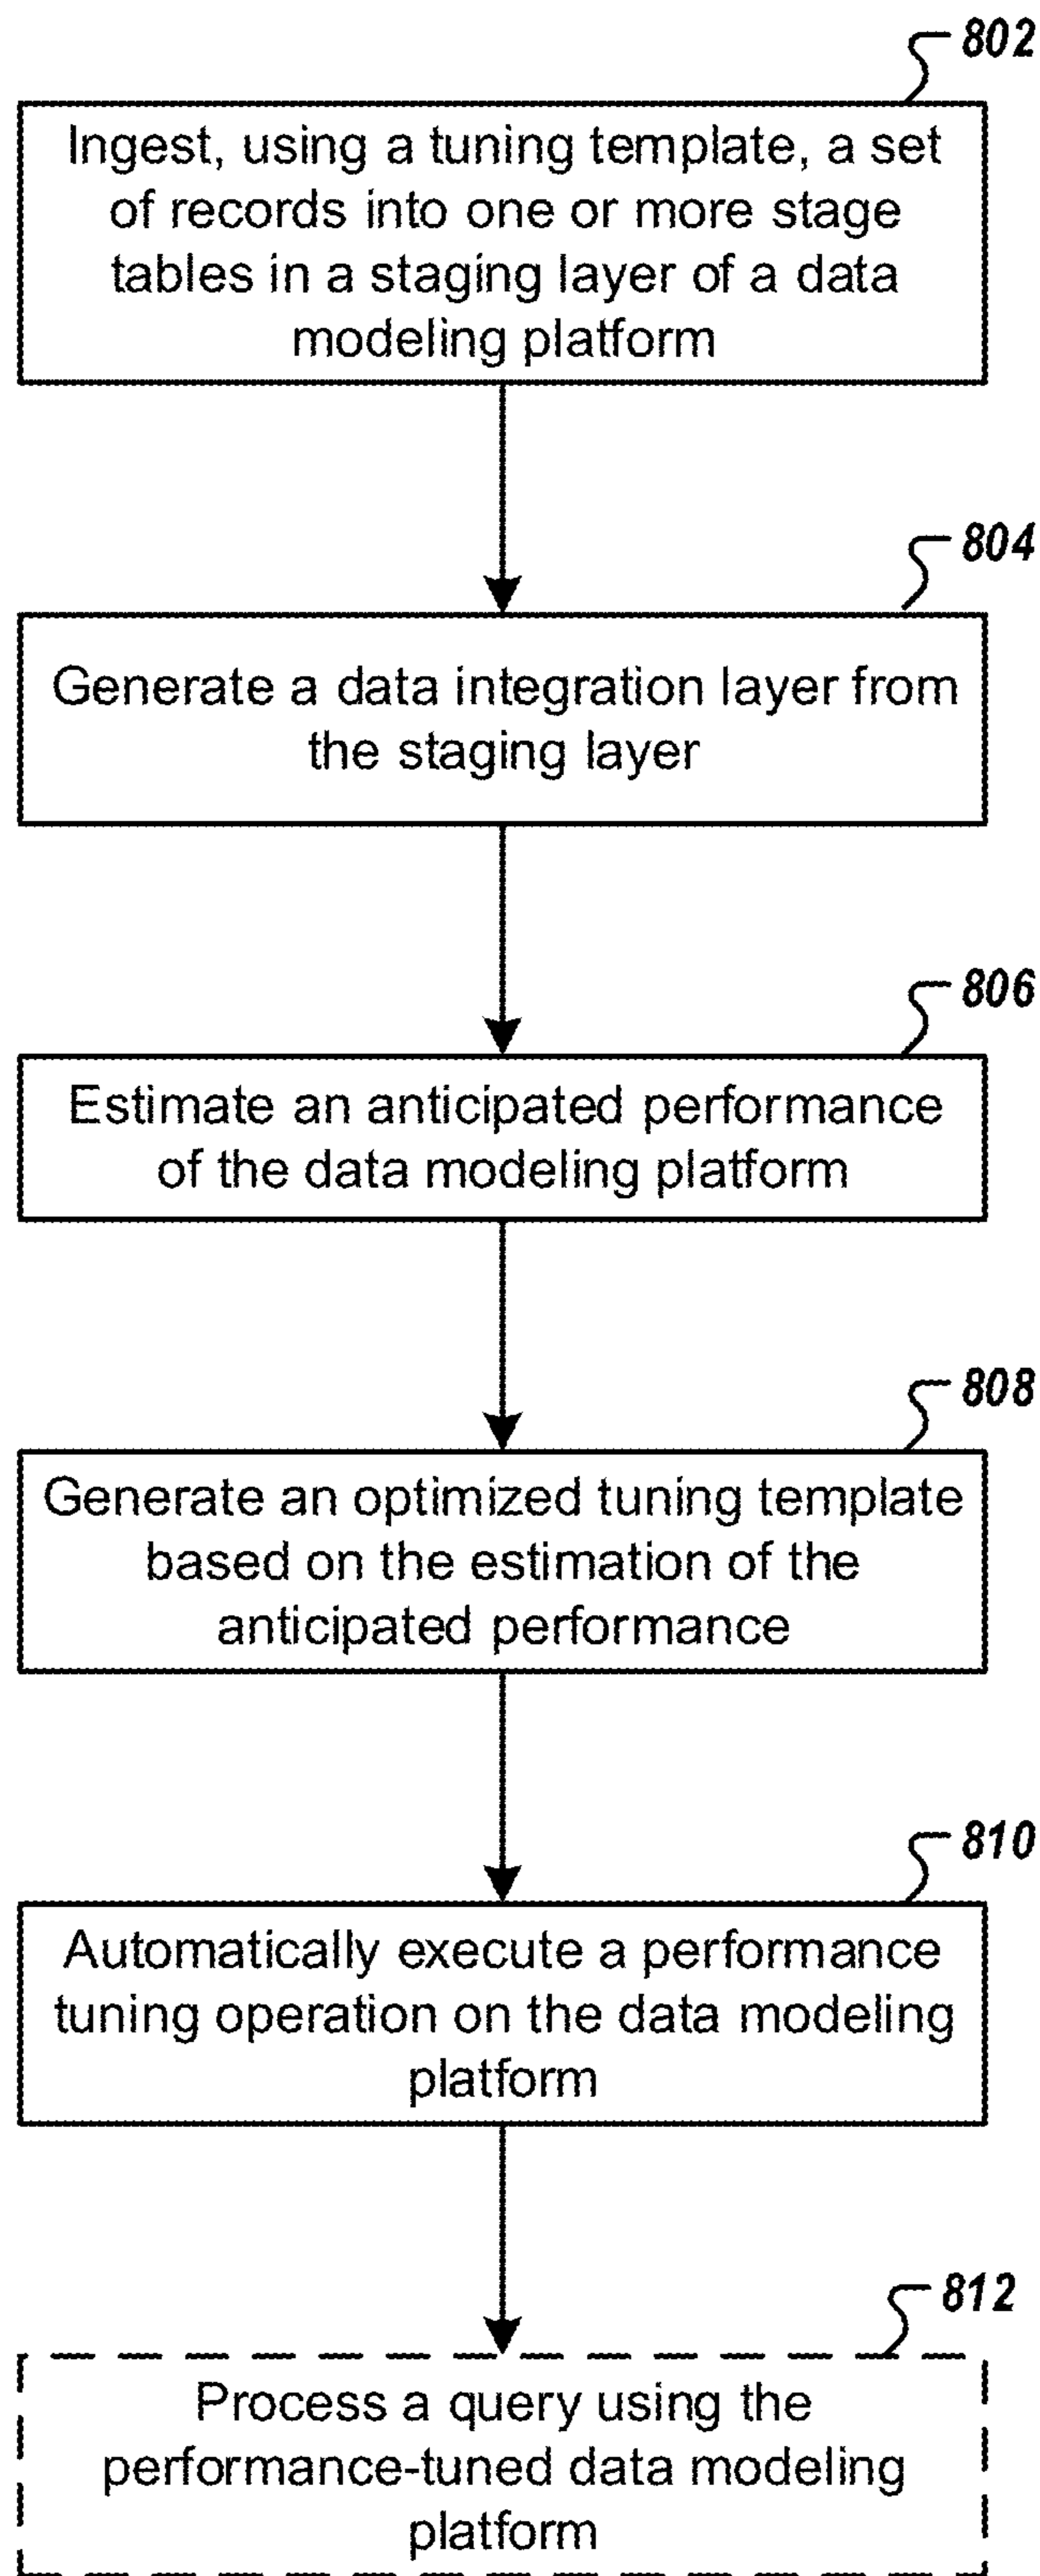 802
Ingest, using a tuning template, a set
of records into one or more stage
tables in a staging layer of a data
modeling platform
804
Generate a data integration layer from
the staging layer
806
Estimate an anticipated performance
of the data modeling platform
808
Generate an optimized tuning template
based on the estimation of the
anticipated performance
810
Automatically execute a performance
tuning operation on the data modeling
platform
812
Process a query using the
performance-tuned data modeling
platform